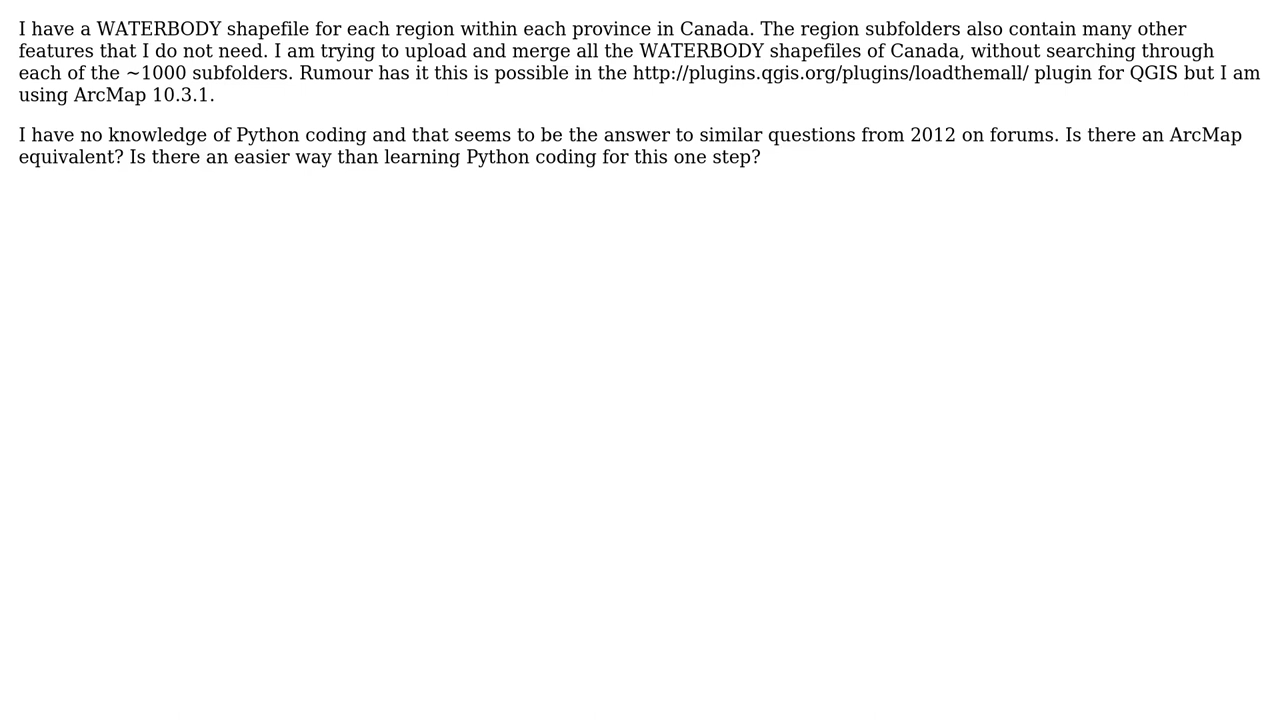 I have a WATERBODY shapefile for each region within each province in Canada. The region subfolders also contain many other
features that I do not need. I am trying to upload and merge all the WATERBODY shapefiles of Canada, without searching through
each of the ~1000 subfolders. Rumour has it this is possible in the http://plugins.qgis.org/plugins/loadthemall/ plugin for QGIS but I am
using ArcMap 10.3.1.
I have no knowledge of Python coding and that seems to be the answer to similar questions from 2012 on forums. Is there an ArcMap
equivalent? Is there an easier way than learning Python coding for this one step?